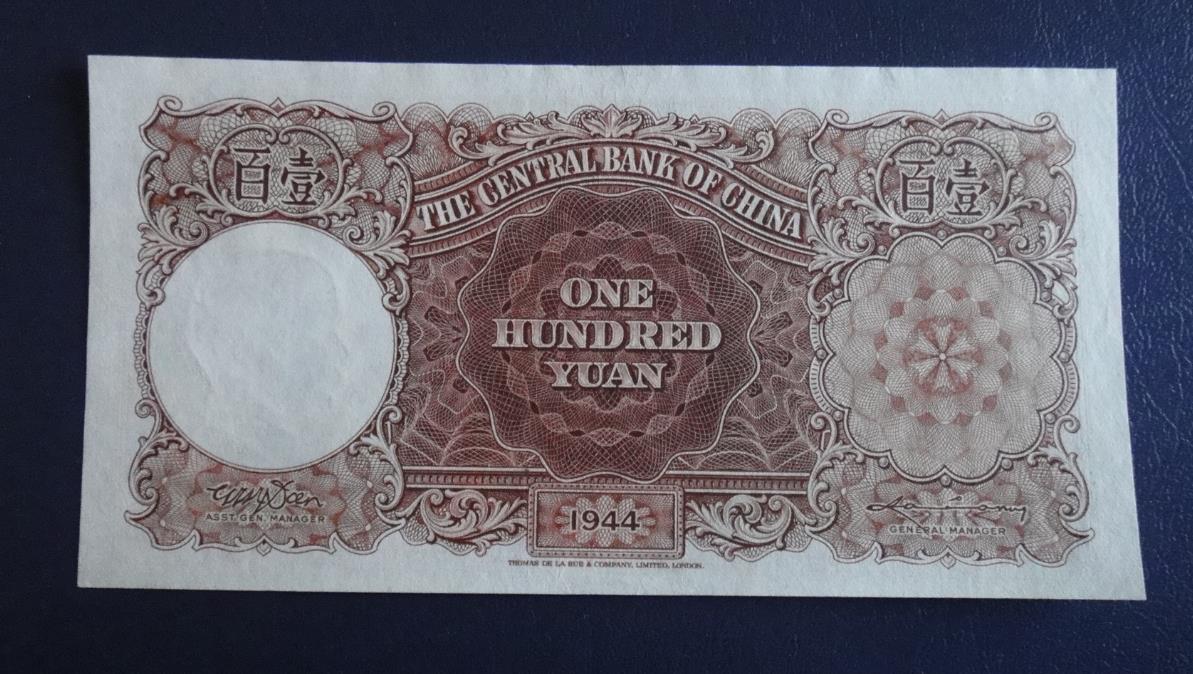 THE CENTRAL BANK OF CHINA
百壹
百壹
ONE
HUNDRED
YUAN
ASST. GEN. MANAGER
GENERAL MANAGER
1944
THOMAS DE LA RUE & COMPANY, LIMITED, LONDON.